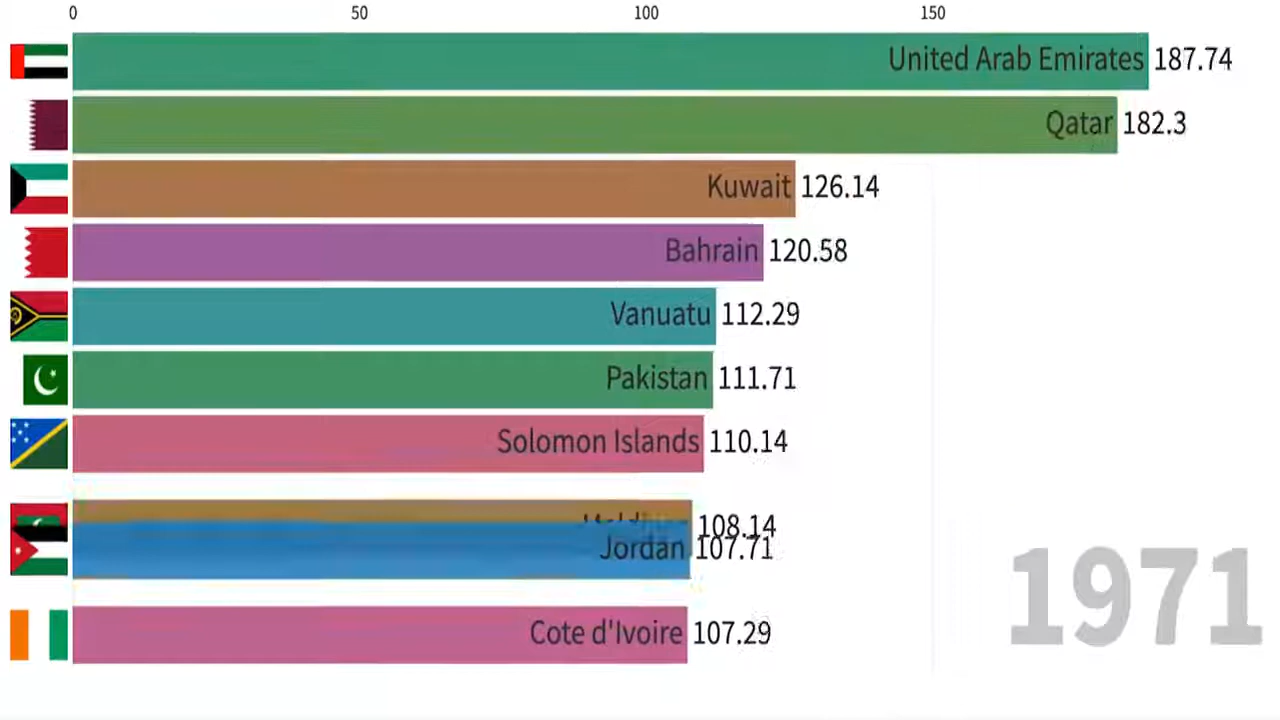 0 50 100 150
United Arab Emirates 187.74
Qatar 182.3
Kuwait 126.14
Bahrain 120.58
Vanuatu 112.29
Pakistan 111.71
Solomon Islands 110.14
108.14
Jordan 107.71
Cote d'Ivoire 107.29
1971